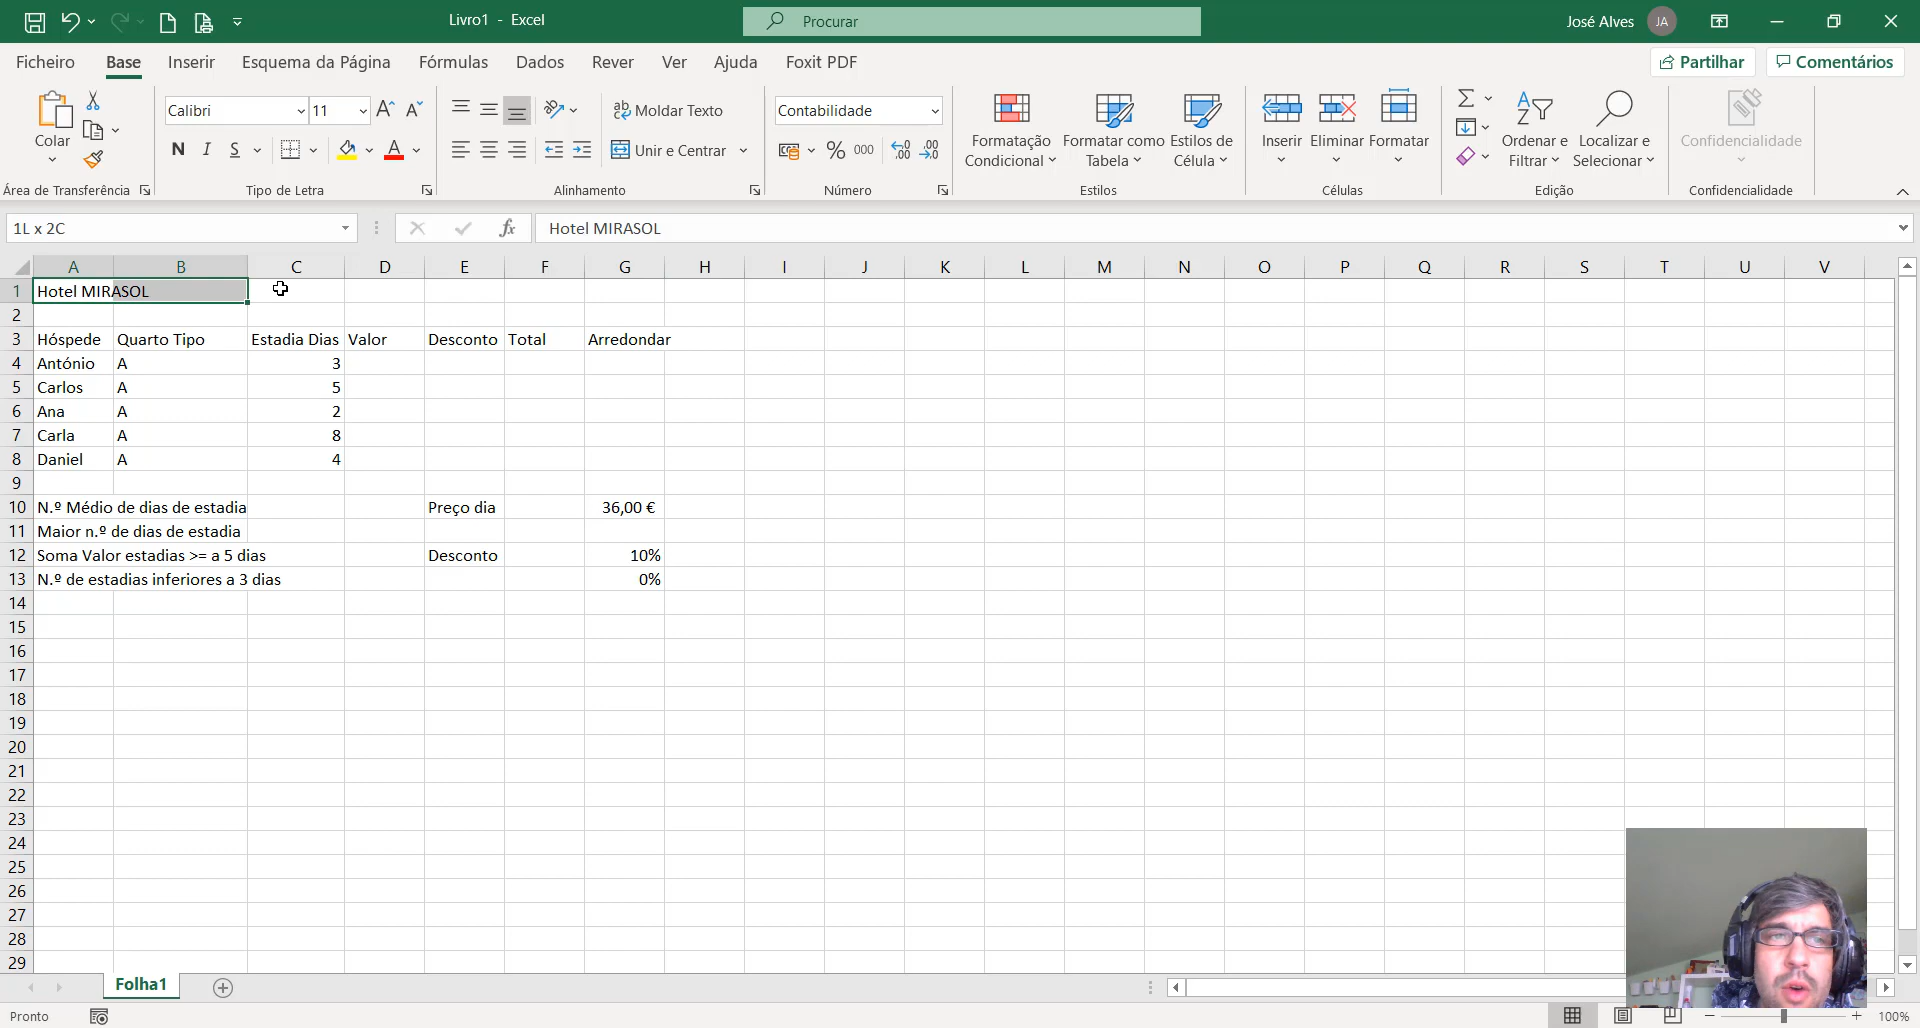 Livro1 - Excel
Procurar
José Alves JA
Ficheiro Base Inserir Esquema da Página Fórmulas Dados Rever Ver Ajuda Foxit PDF Partilhar Comentários
Colar
Calibri 11
N I S
Moldar Texto
Unir e Centrar
Contabilidade
% 000
Formatação Condicional
Formatar como Tabela
Estilos de Célula
Inserir Eliminar Formatar
Ordenar e Filtrar
Localizar e Selecionar
Confidencialidade
Área de Transferência Tipo de Letra Alinhamento Número Estilos Células Edição Confidencialidade
1L x 2C fx Hotel MIRASOL
A B C D E F G H I J K L M N O P Q R S T U V
1 Hotel MIRASOL
2
3 Hóspede Quarto Tipo Estadia Dias Valor Desconto Total Arredondar
4 António A 3
5 Carlos A 5
6 Ana A 2
7 Carla A 8
8 Daniel A 4
9
10 N.º Médio de dias de estadia Preço dia 36,00 €
11 Maior n.º de dias de estadia
12 Soma Valor estadias >= a 5 dias Desconto 10%
13 N.º de estadias inferiores a 3 dias 0%
14
15
16
17
18
19
20
21
22
23
24
25
26
27
28
29
Folha1
Pronto 100%